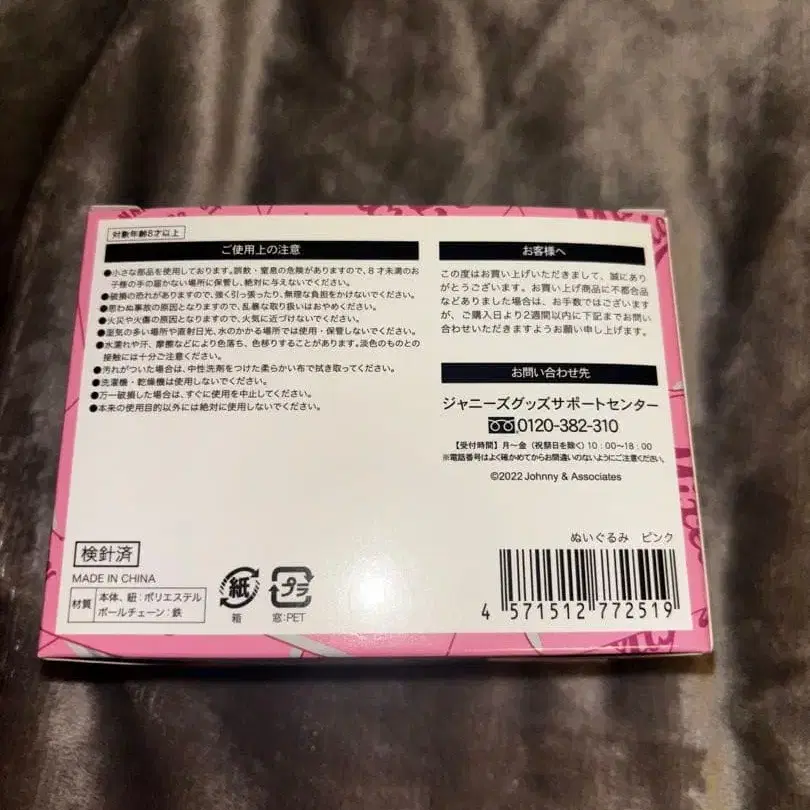 対象年齢8才以上
ご使用上の注意
●小さな部品を使用しております。誤飲・窒息の危険がありますので、8才未満のお
子様の手の届かない場所に保管し、絶対に与えないでください。
●破損の恐れがありますので、強く引っ張ったり、無理な負担をかけないでください。
●思わぬ事故の原因となりますので、乱暴な取り扱いはおやめください。
●火災や火傷の原因となりますので、火気に近づけないでください。
●湿気の多い場所や直射日光、水のかかる場所では使用・保管しないでください。
●水濡れや汗、摩擦などにより色落ち、色移りすることがあります。淡色のものとの
接触には十分ご注意ください。
●汚れがついた場合は、中性洗剤をつけた柔らかい布で拭き取ってください。
●洗濯機・乾燥機は使用しないでください。
●万一破損した場合は、すぐに使用を中止してください。
●本来の使用目的以外には絶対に使用しないでください。
お客様へ
この度はお買い上げいただきまして、誠にあり
がとうございます。お買い上げ商品に不都合品
などありました場合は、お手数ではございます
が、ご購入日より2週間以内に下記までお問い
合わせいただきますようお願い申し上げます。
お問い合わせ先
ジャニーズグッズサポートセンター
0120-382-310
【受付時間】月〜金（祝祭日を除く）10：00〜18：00
※電話番号はよく確かめてからお間違いのないようにご注意ください。
©2022 Johnny & Associates
検針済
MADE IN CHINA
材質 本体、紐：ポリエステル
ボールチェーン：鉄
紙
箱
プラ
窓:PET
ぬいぐるみ ピンク
4 571512 772519